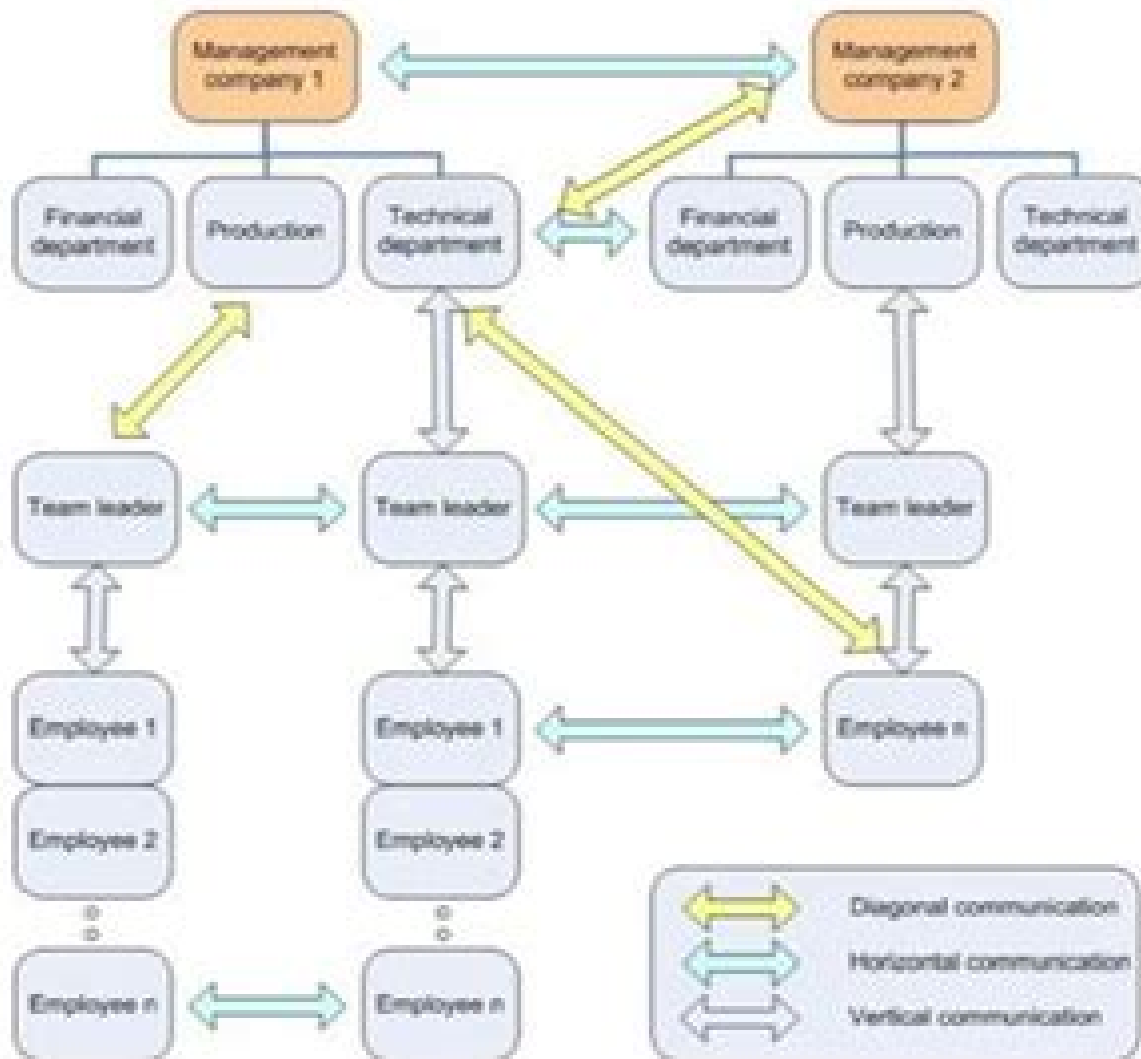 Management
company 1
Management
company 2
Financial
department
Production
Technical
department
Financial
department
Production
Technical
department
Team leader
Team leader
Team leader
Employee 1
Employee 1
Employee n
Employee 2
Employee 2
Employee n
Employee n
Diagonal communication
Horizontal communication
Vertical communication